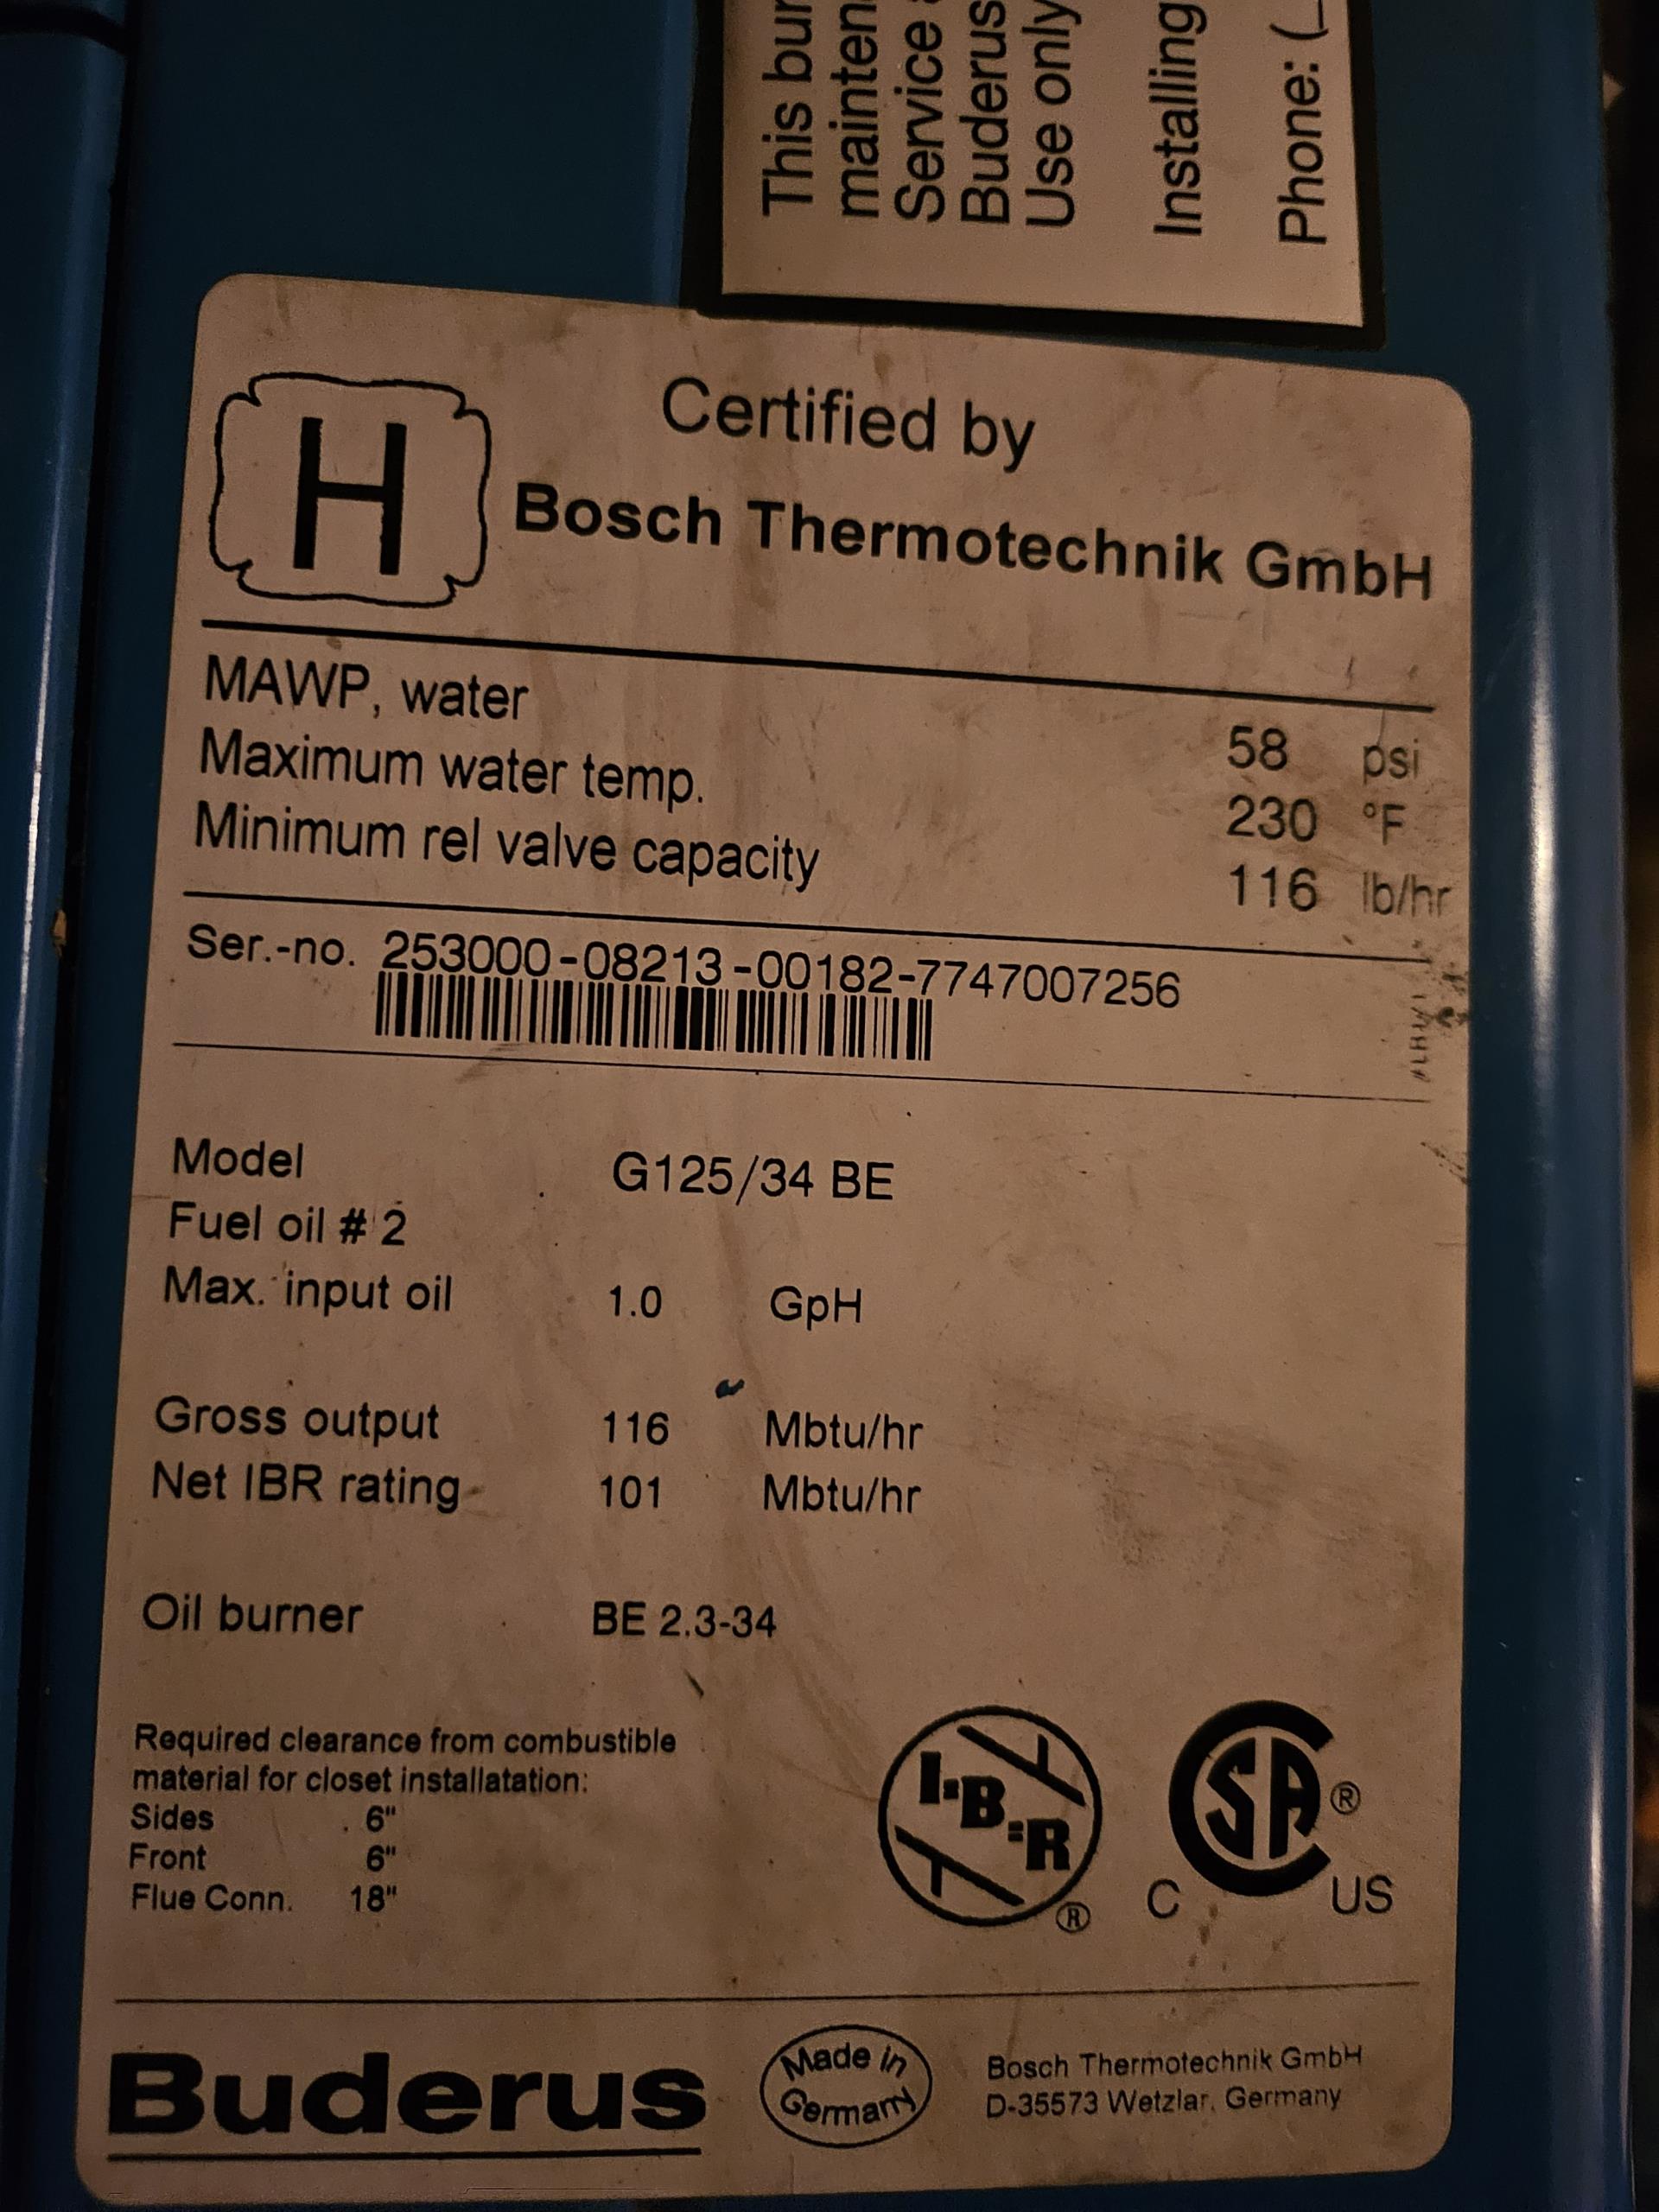 This bur
mainten
Service
Buderus
Use only
Installing
Phone: (_
H
Certified by
Bosch Thermotechnik GmbH
MAWP, water 58 psi
Maximum water temp. 230 °F
Minimum rel valve capacity 116 lb/hr
Ser.-no. 253000-08213-00182-7747007256
Model G125/34 BE
Fuel oil # 2
Max. input oil 1.0 GpH
Gross output 116 Mbtu/hr
Net IBR rating 101 Mbtu/hr
Oil burner BE 2.3-34
Required clearance from combustible
material for closet installatation:
Sides 6"
Front 6"
Flue Conn. 18"
I=B=R ®
C SA ® US
Buderus
Made in
Germany
Bosch Thermotechnik GmbH
D-35573 Wetzlar, Germany